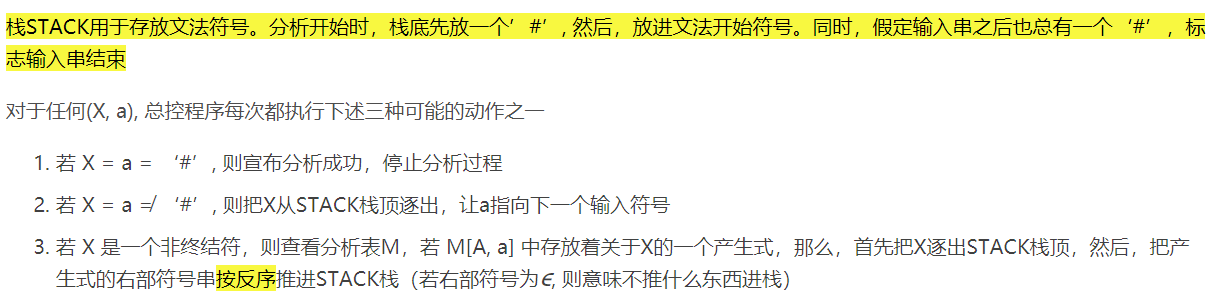 栈STACK用于存放文法符号。分析开始时，栈底先放一个’#’, 然后，放进文法开始符号。同时，假定输入串之后也总有一个‘#’，标
志输入串结束
对于任何(X, a), 总控程序每次都执行下述三种可能的动作之一
1. 若 X = a = ‘#’, 则宣布分析成功，停止分析过程
2. 若 X = a ≠ ‘#’, 则把X从STACK栈顶逐出，让a指向下一个输入符号
3. 若 X 是一个非终结符，则查看分析表M，若 M[A, a] 中存放着关于X的一个产生式，那么，首先把X逐出STACK栈顶，然后，把产
生式的右部符号串按反序推进STACK栈（若右部符号为ϵ, 则意味不推什么东西进栈）